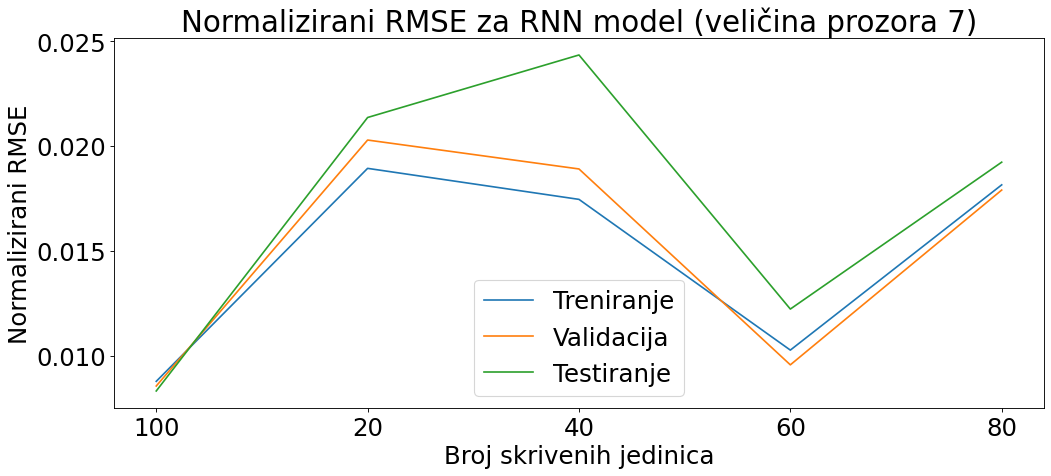 Normalizirani RMSE za RNN model (veličina prozora 7)
Normalizirani RMSE
0.025
0.020
0.015
0.010
Treniranje
Validacija
Testiranje
100 20 40 60 80
Broj skrivenih jedinica